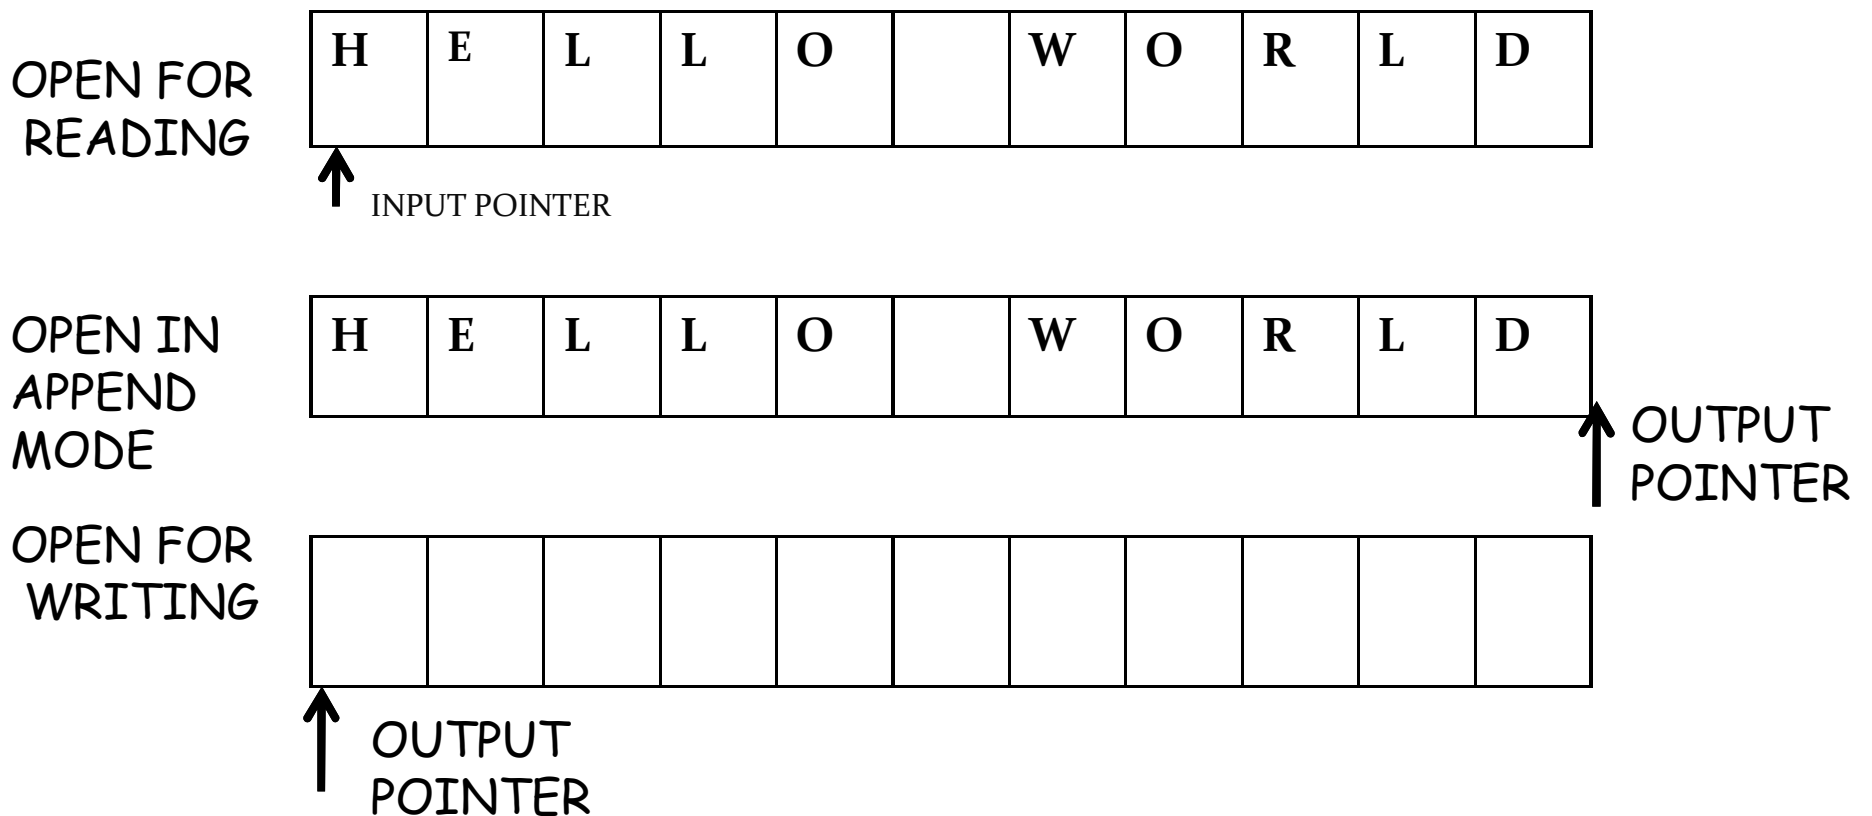 H E L L O W O R L D
OPEN FOR
READING
INPUT POINTER
H E L L O W O R L D
OPEN IN
APPEND
MODE
OUTPUT
POINTER
OPEN FOR
WRITING
OUTPUT
POINTER